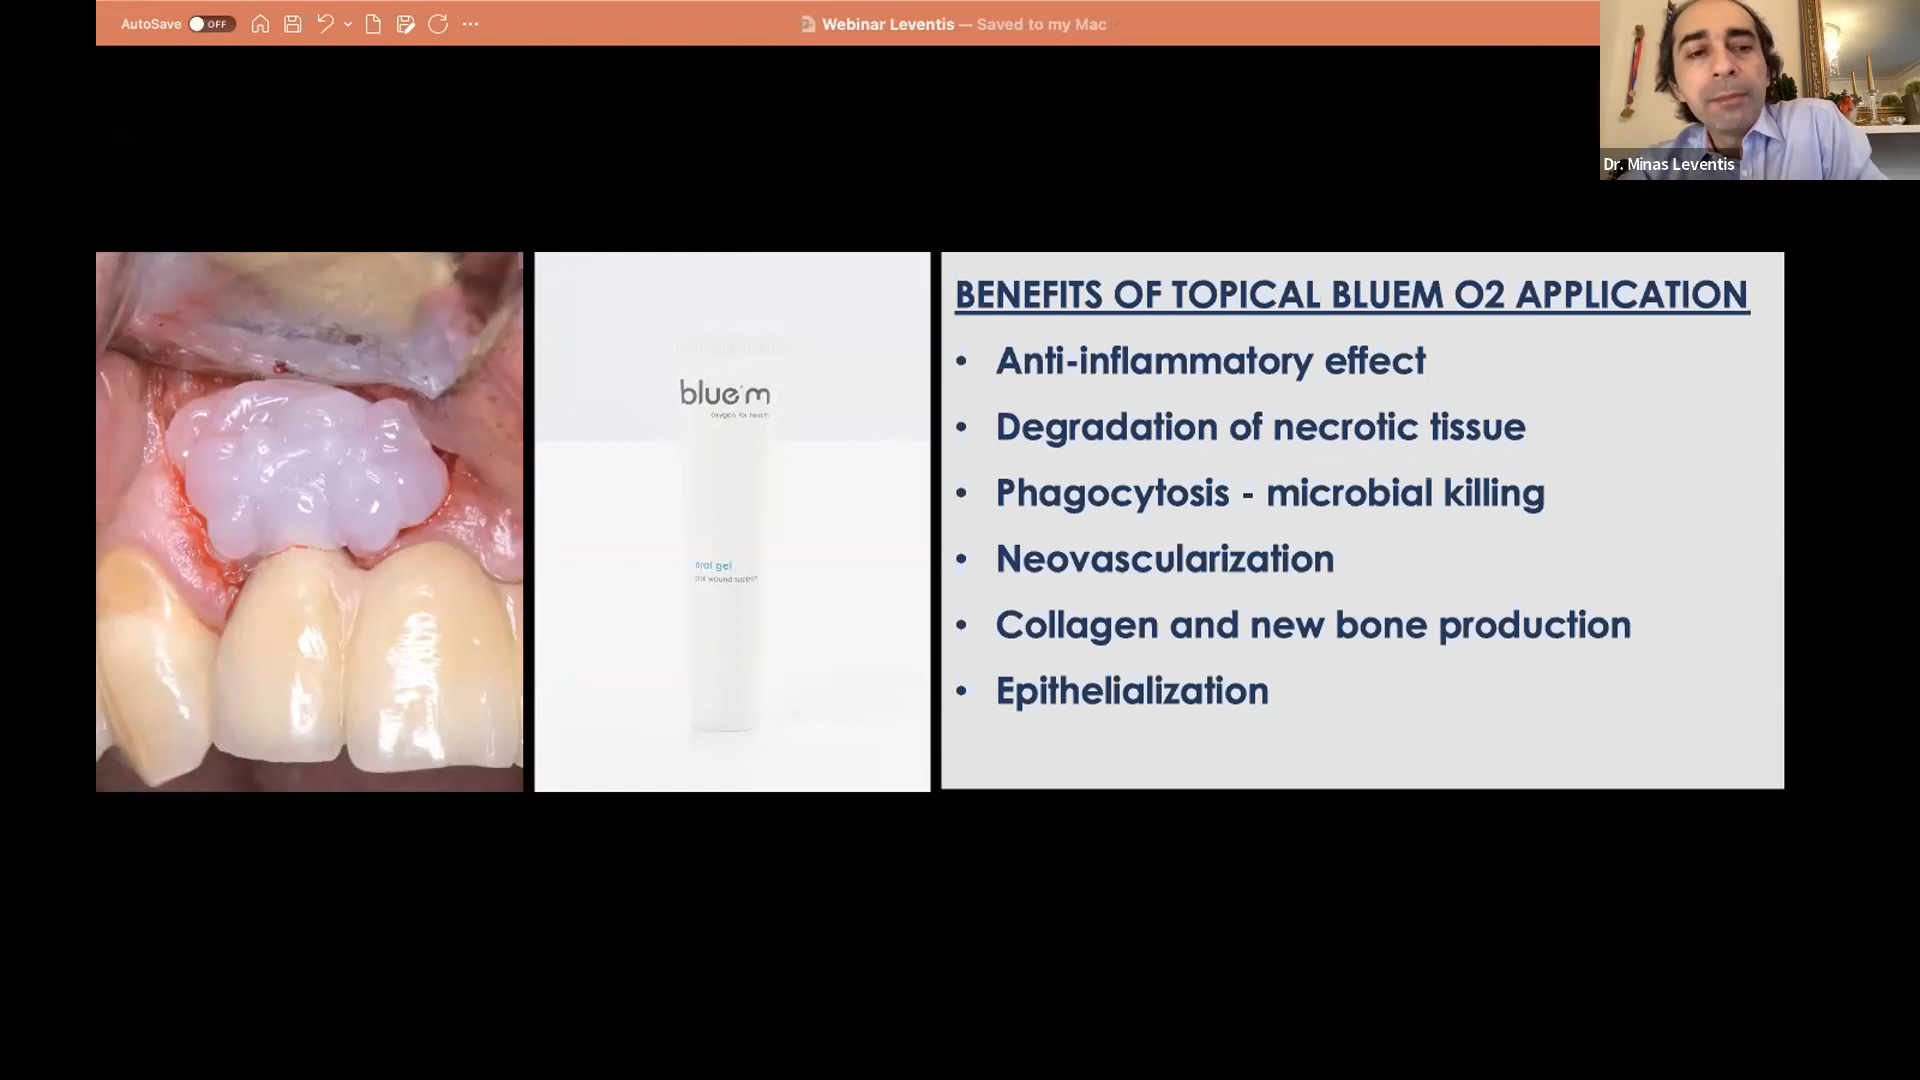 AutoSave OFF
Webinar Leventis — Saved to my Mac
Dr. Minas Leventis
blue®m
oxygen for health
oral gel
oral wound support
BENEFITS OF TOPICAL BLUEM O2 APPLICATION
• Anti-inflammatory effect
• Degradation of necrotic tissue
• Phagocytosis - microbial killing
• Neovascularization
• Collagen and new bone production
• Epithelialization